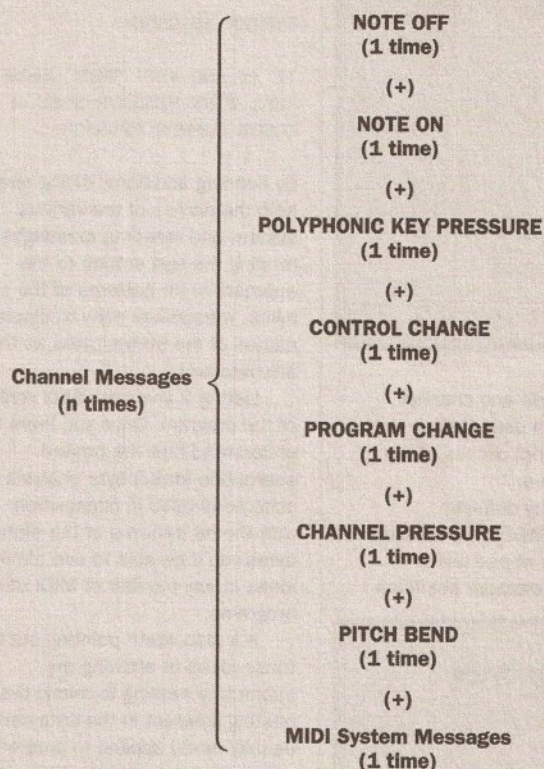 NOTE OFF
(1 time)
(+)
NOTE ON
(1 time)
(+)
POLYPHONIC KEY PRESSURE
(1 time)
(+)
CONTROL CHANGE
(1 time)
(+)
Channel Messages
(n times)
PROGRAM CHANGE
(1 time)
(+)
CHANNEL PRESSURE
(1 time)
(+)
PITCH BEND
(1 time)
(+)
MIDI System Messages
(1 time)